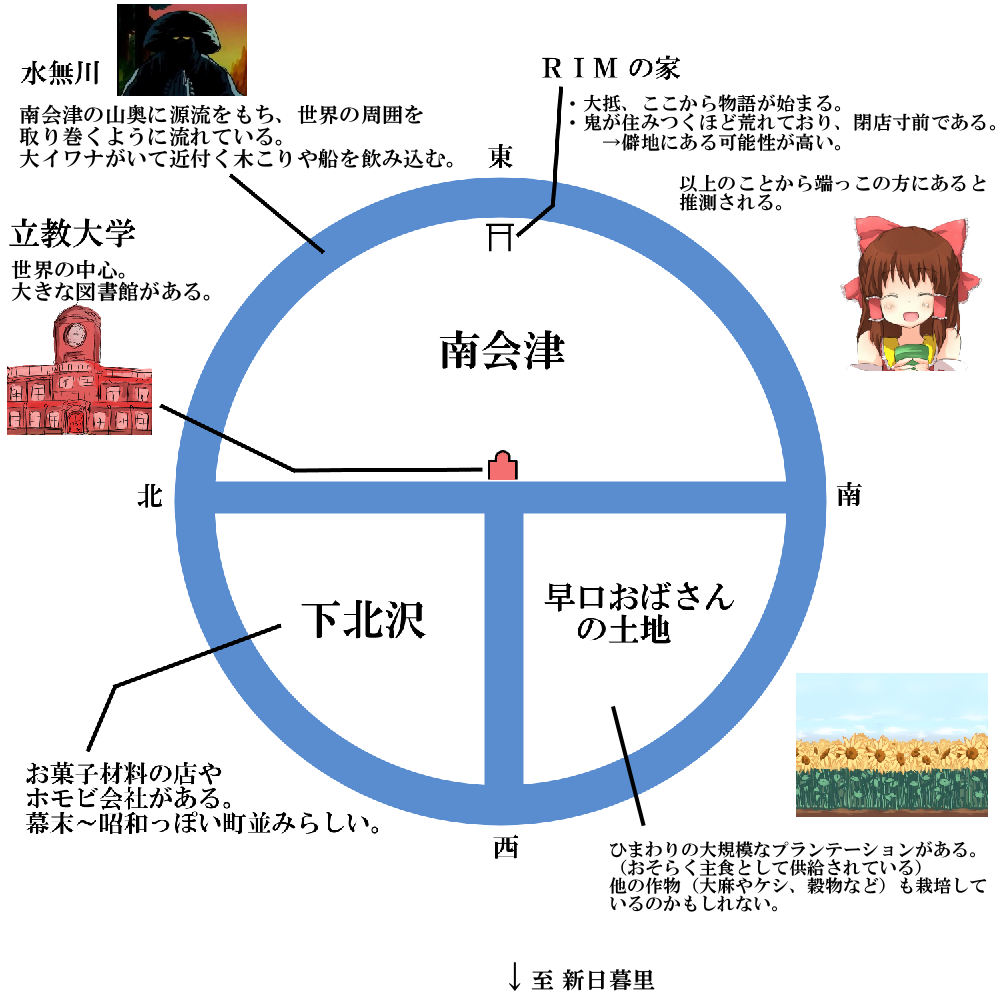 水無川
南会津の山奥に源流をもち、世界の周囲を
取り巻くように流れている。
大イワナがいて近付く木こりや船を飲み込む。
ＲＩＭの家
・大抵、ここから物語が始まる。
・鬼が住みつくほど荒れており、閉店寸前である。
→僻地にある可能性が高い。
以上のことから端っこの方にあると
推測される。
東
立教大学
世界の中心。
大きな図書館がある。
南会津
北
南
下北沢
早口おばさん
の土地
お菓子材料の店や
ホモビ会社がある。
幕末～昭和っぽい町並みらしい。
西
ひまわりの大規模なプランテーションがある。
（おそらく主食として供給されている）
他の作物（大麻やケシ、穀物など）も栽培して
いるのかもしれない。
↓至 新日暮里